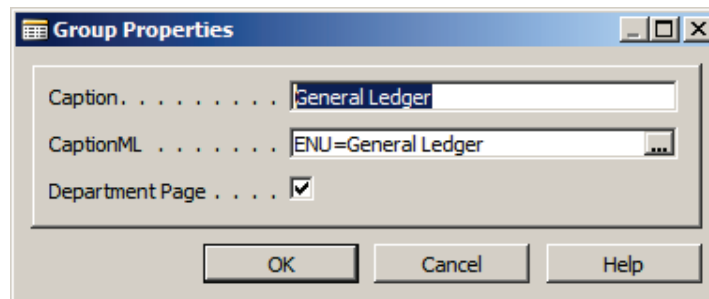 Group Properties
Caption. . . . . . . . . General Ledger
CaptionML . . . . . . . ENU=General Ledger ...
Department Page . . . .
OK Cancel Help